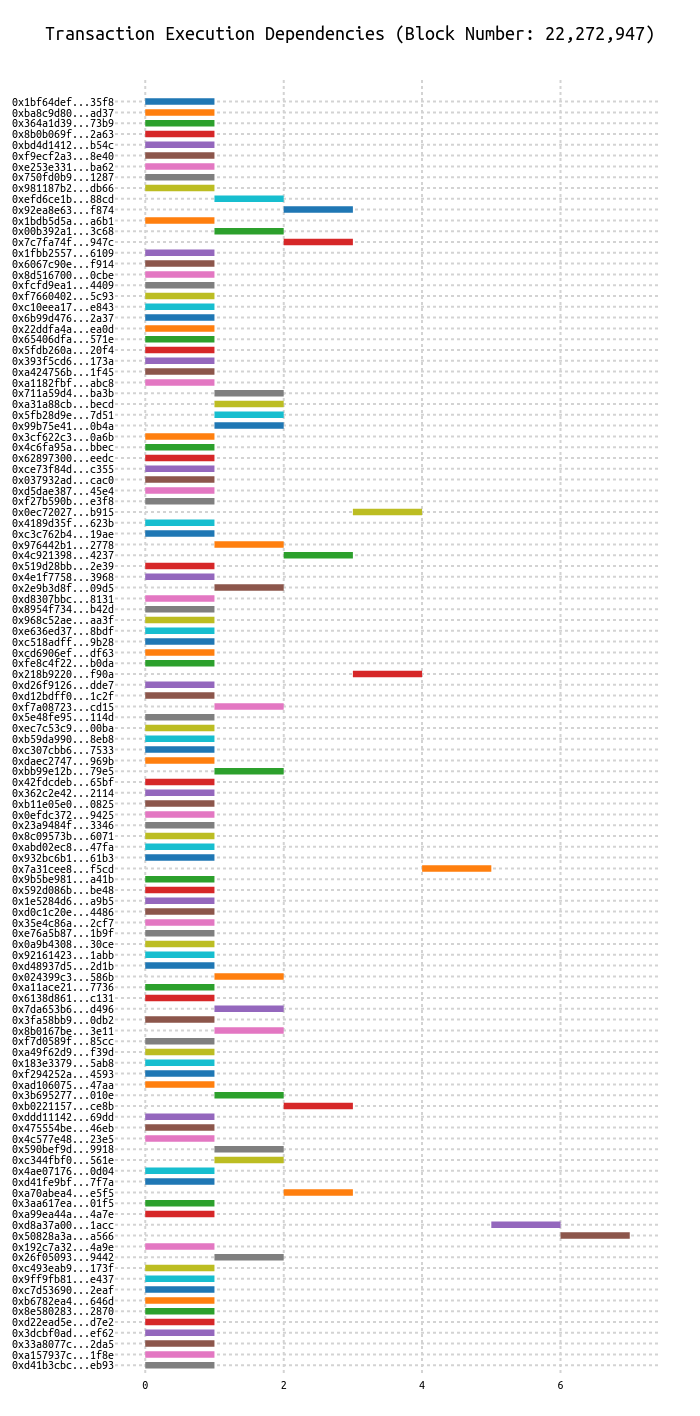 Transaction Execution Dependencies (Block Number: 22,272,947)
0x1bf64def...35f8
0xba8c9d80...ad37
0x364a1d39...73b9
0x8b0b069f...2a63
0xbd4d1412...b54c
0xf9ecf2a3...8e40
0xe253e331...ba62
0x750fd0b9...1287
0x981187b2...db66
0xefd6ce1b...88cd
0x92ea8e63...f874
0x1bdb5d5a...a6b1
0x00b392a1...3c68
0x7c7fa74f...947c
0x1fbb2557...6109
0x6067c90e...f914
0x8d516700...0cbe
0xfcfd9ea1...4409
0xf7660402...5c93
0xc10eea17...e843
0x6b99d476...2a37
0x22ddfa4a...ea0d
0x65406dfa...571e
0x5fdb260a...20f4
0x393f5cd6...173a
0xa424756b...1f45
0xa1182fbf...abc8
0x711a59d4...ba3b
0xa31a88cb...becd
0x5fb28d9e...7d51
0x99b75e41...0b4a
0x3cf622c3...0a6b
0x4c6fa95a...bbec
0x62897300...eedc
0xce73f84d...c355
0x037932ad...cac0
0xd5dae387...45e4
0xf27b590b...e3f8
0x0ec72027...b915
0x4189d35f...623b
0xc3c762b4...19ae
0x976442b1...2778
0x4c921398...4237
0x519d28bb...2e39
0x4e1f7758...3968
0x2e9b3d8f...09d5
0xd8307bbc...8131
0x8954f734...b42d
0x968c52ae...aa3f
0xe636ed37...8bdf
0xc518adff...9b28
0xcd6906ef...df63
0xfe8c4f22...b0da
0x218b9220...f90a
0xd26f9126...dde7
0xd12bdff0...1c2f
0xf7a08723...cd15
0x5e48fe95...114d
0xec7c53c9...00ba
0xb59da990...8eb8
0xc307cbb6...7533
0xdaec2747...969b
0xbb99e12b...79e5
0x42fdcdeb...65bf
0x362c2e42...2114
0xb11e05e0...0825
0x0efdc372...9425
0x23a9484f...3346
0x8c09573b...6071
0xabd02ec8...47fa
0x932bc6b1...61b3
0x7a31cee8...f5cd
0x9b5be981...a41b
0x592d086b...be48
0x1e5284d6...a9b5
0xd0c1c20e...4486
0x35e4c86a...2cf7
0xe76a5b87...1b9f
0x0a9b4308...30ce
0x92161423...1abb
0xd48937d5...2d1b
0x024399c3...586b
0xa11ace21...7736
0x6138d861...c131
0x7da653b6...d496
0x3fa58bb9...0db2
0x8b0167be...3e11
0xf7d0589f...85cc
0xa49f62d9...f39d
0x183e3379...5ab8
0xf294252a...4593
0xad106075...47aa
0x3b695277...010e
0xb0221157...ce8b
0xddd11142...69dd
0x475554be...46eb
0x4c577e48...23e5
0x590bef9d...9918
0xc344fbf0...561e
0x4ae07176...0d04
0xd41fe9bf...7f7a
0xa70abea4...e5f5
0x3aa617ea...01f5
0xa99ea44a...4a7e
0xd8a37a00...1acc
0x50828a3a...a566
0x192c7a32...4a9e
0x26f05093...9442
0xc493eab9...173f
0x9ff9fb81...e437
0xc7d53690...2eaf
0xb6782ea4...646d
0x8e580283...2870
0xd22ead5e...d7e2
0x3dcbf0ad...ef62
0x33a8077c...2da5
0xa157937c...1f8e
0xd41b3cbc...eb93
0 2 4 6